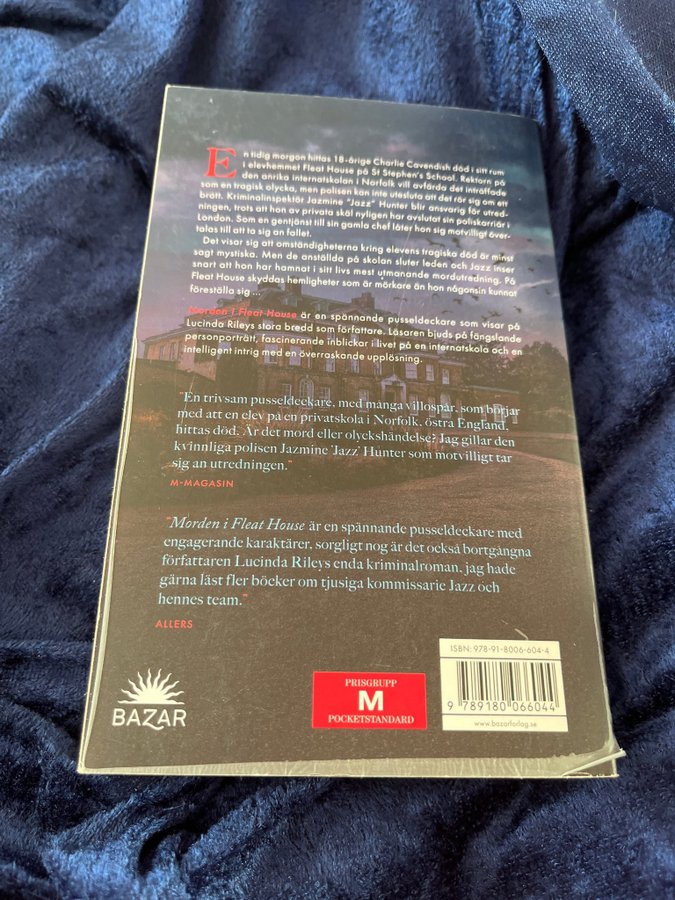 En tidig morgon hittas 18-årige Charlie Cavendish död i sitt rum
i elevhemmet Fleat House på St Stephen's School. Rektorn på
den anrika internatskolan i Norfolk vill avfärda det inträffade
som en tragisk olycka, men polisen kan inte utesluta att det rör sig om ett
brott. Kriminalinspektör Jazmine "Jazz" Hunter blir ansvarig för utred-
ningen, trots att hon av privata skäl nyligen har avslutat sin poliskarriär i
London. Som en gentjänst till sin gamla chef låter hon sig motvilligt över-
talas till att ta sig an fallet.
Det visar sig att omständigheterna kring elevens tragiska död är minst
sagt mystiska. De anställda på skolan sluter leden och Jazz inser
snart att hon har hamnat i sitt livs mest utmanande mordutredning. På
Fleat House skyddas hemligheter som är mörkare än hon någonsin kunnat
föreställa sig ...
Morden i Fleat House är en spännande pusseldeckare som visar på
Lucinda Rileys stora bredd som författare. Läsaren bjuds på fängslande
personporträtt, fascinerande inblickar i livet på en internatskola och en
intelligent intrig med en överraskande upplösning.
"En trivsam pusseldeckare, med många villospår, som börjar
med att en elev på en privatskola i Norfolk, östra England,
hittas död. Är det mord eller olyckshändelse? Jag gillar den
kvinnliga polisen Jazmine 'Jazz' Hunter som motvilligt tar
sig an utredningen."
M-MAGASIN
"Morden i Fleat House är en spännande pusseldeckare med
engagerande karaktärer, sorgligt nog är det också bortgångna
författaren Lucinda Rileys enda kriminalroman, jag hade
gärna läst fler böcker om tjusiga kommissarie Jazz och
hennes team."
ALLERS
BAZAR
PRISGRUPP
M
POCKETSTANDARD
ISBN: 978-91-8006-604-4
9 789180 066044
www.bazarforlag.se